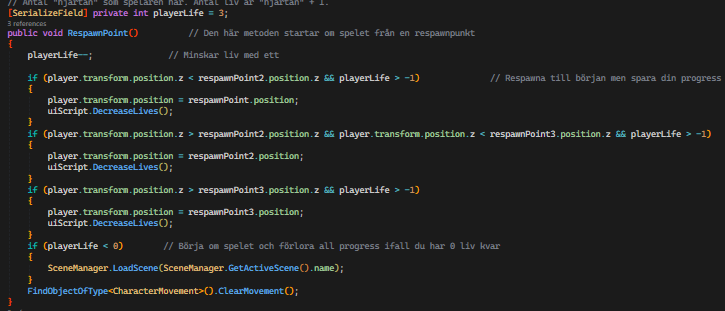 // Antal "hjärtan" som spelaren har. Antal liv är "hjärtan" + 1.
[SerializeField] private int playerLife = 3;
3 references
public void RespawnPoint() // Den här metoden startar om spelet från en respawnpunkt
{
playerLife--; // Minskar liv med ett
if (player.transform.position.z < respawnPoint2.position.z && playerLife > -1) // Respawna till början men spara din progress
{
player.transform.position = respawnPoint.position;
uiScript.DecreaseLives();
}
if (player.transform.position.z > respawnPoint2.position.z && player.transform.position.z < respawnPoint3.position.z && playerLife > -1)
{
player.transform.position = respawnPoint2.position;
uiScript.DecreaseLives();
}
if (player.transform.position.z > respawnPoint3.position.z && playerLife > -1)
{
player.transform.position = respawnPoint3.position;
uiScript.DecreaseLives();
}
if (playerLife < 0) // Börja om spelet och förlora all progress ifall du har 0 liv kvar
{
SceneManager.LoadScene(SceneManager.GetActiveScene().name);
}
FindObjectOfType<CharacterMovement>().ClearMovement();
}